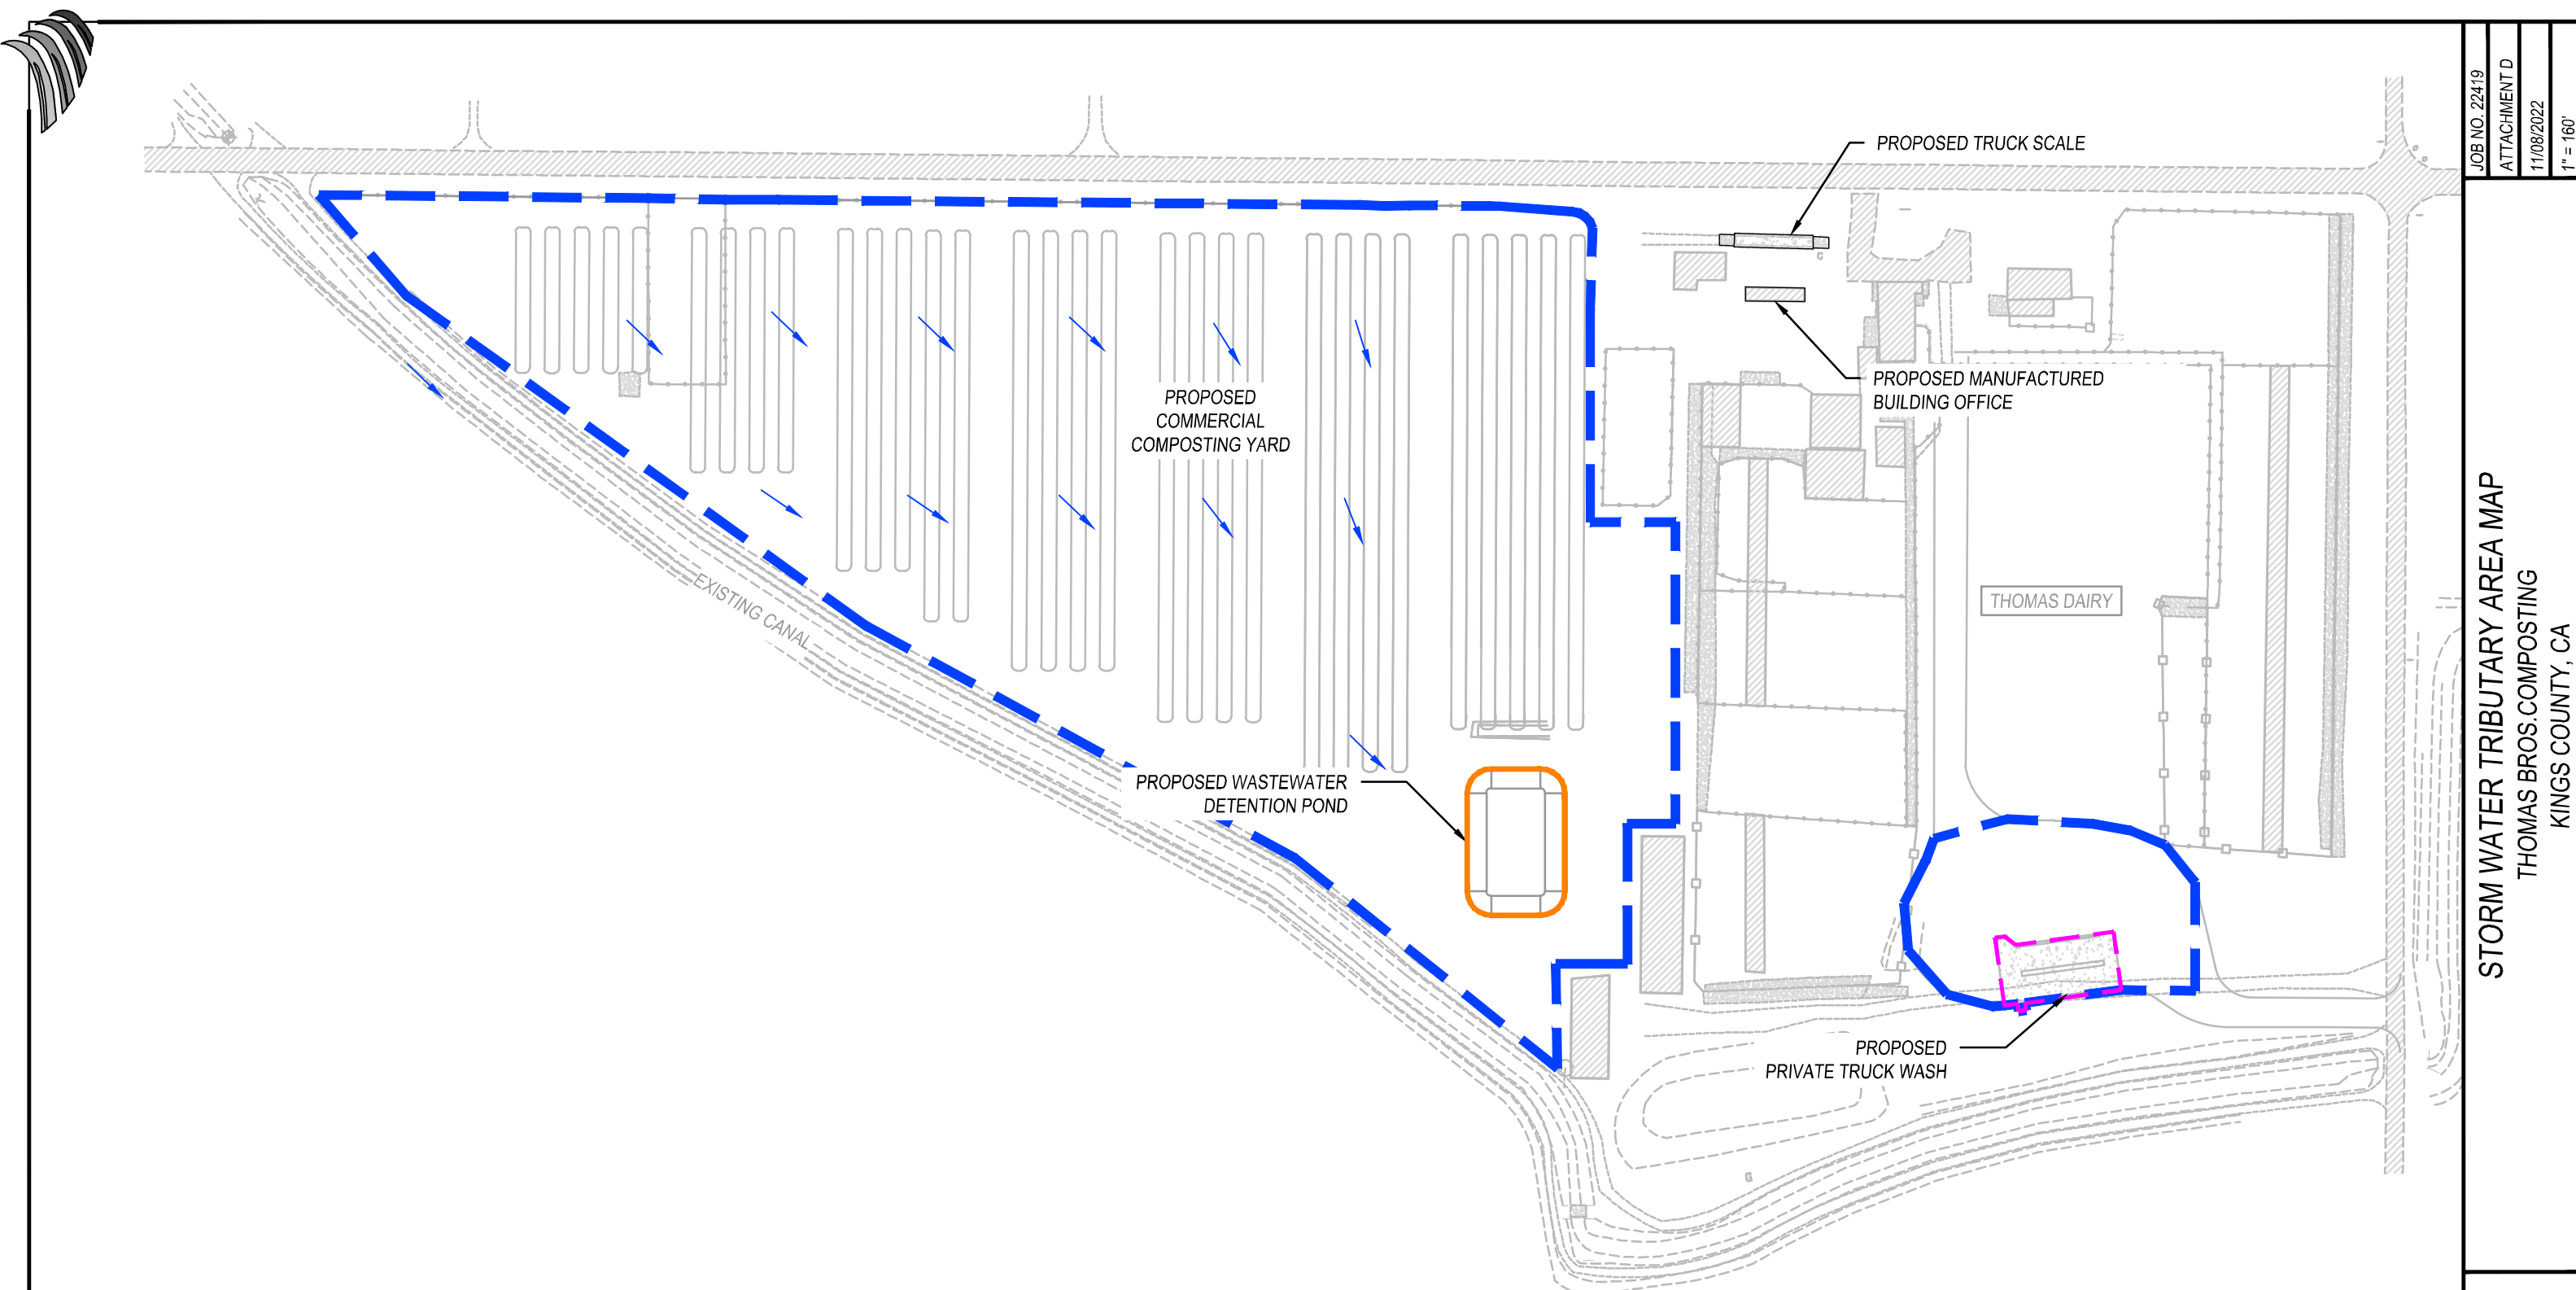 PROPOSED TRUCK SCALE
PROPOSED MANUFACTURED
BUILDING OFFICE
PROPOSED
COMMERCIAL
COMPOSTING YARD
EXISTING CANAL
THOMAS DAIRY
PROPOSED WASTEWATER
DETENTION POND
PROPOSED
PRIVATE TRUCK WASH
JOB NO. 22419
ATTACHMENT D
11/08/2022
1" = 160'
STORM WATER TRIBUTARY AREA MAP
THOMAS BROS.COMPOSTING
KINGS COUNTY, CA